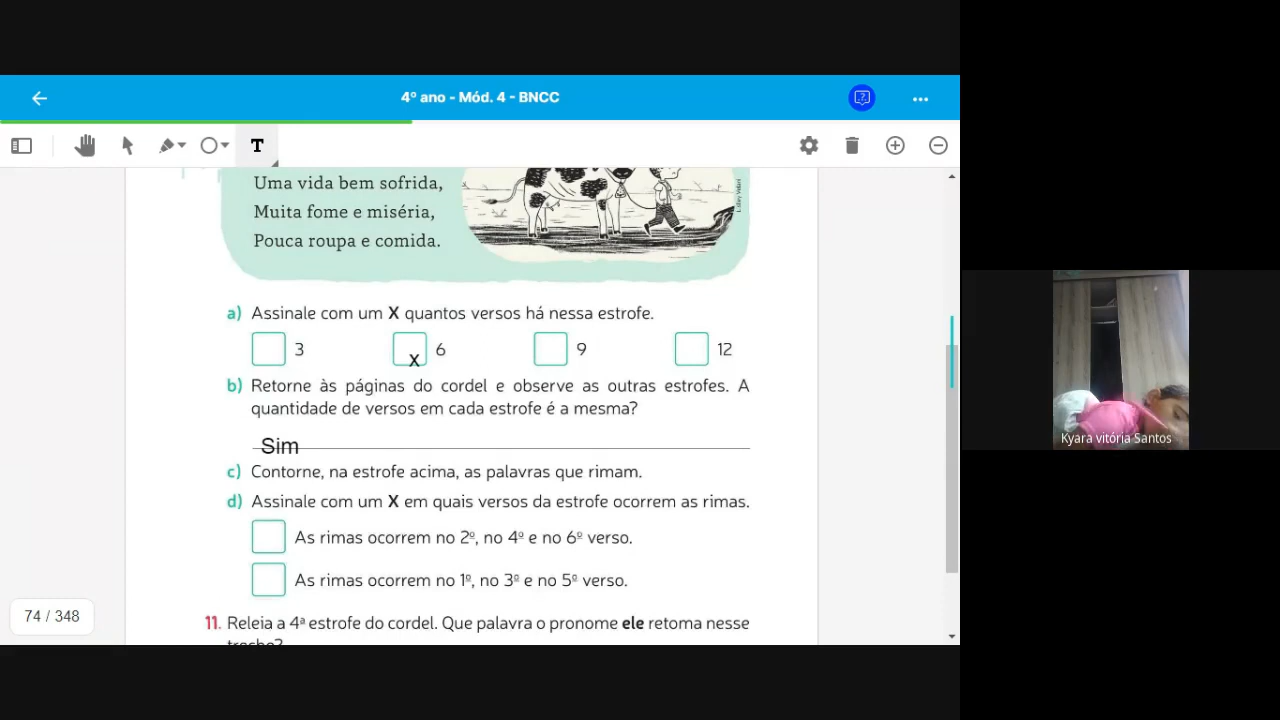 4º ano - Mód. 4 - BNCC
T
Uma vida bem sofrida,
Muita fome e miséria,
Pouca roupa e comida.
a) Assinale com um X quantos versos há nessa estrofe.
3 X 6 9 12
b) Retorne às páginas do cordel e observe as outras estrofes. A
quantidade de versos em cada estrofe é a mesma?
Sim
c) Contorne, na estrofe acima, as palavras que rimam.
d) Assinale com um X em quais versos da estrofe ocorrem as rimas.
As rimas ocorrem no 2º, no 4º e no 6º verso.
As rimas ocorrem no 1º, no 3º e no 5º verso.
74 / 348
11. Releia a 4ª estrofe do cordel. Que palavra o pronome ele retoma nesse
trecho?
Kyara vitória Santos